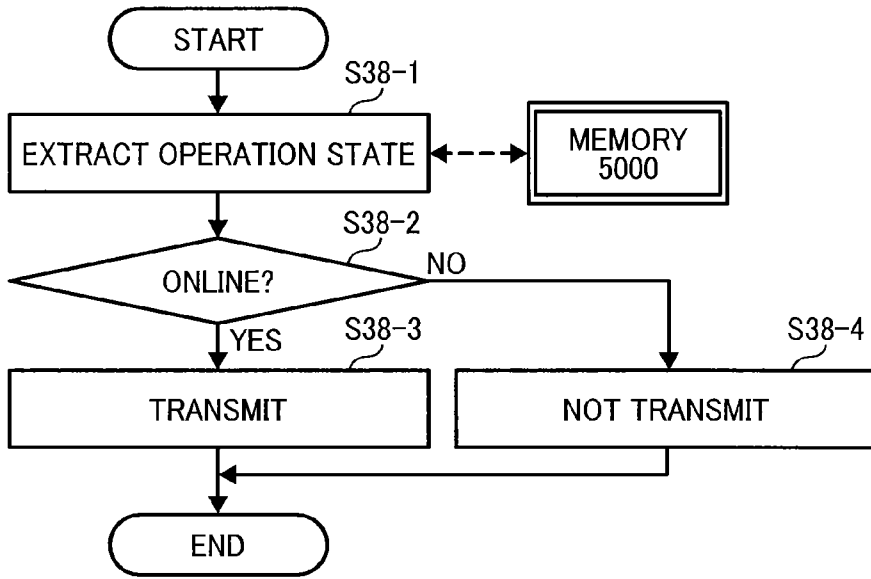 START
S38-1
EXTRACT OPERATION STATE
MEMORY
5000
S38-2
ONLINE?
NO
YES
S38-3
S38-4
TRANSMIT
NOT TRANSMIT
END